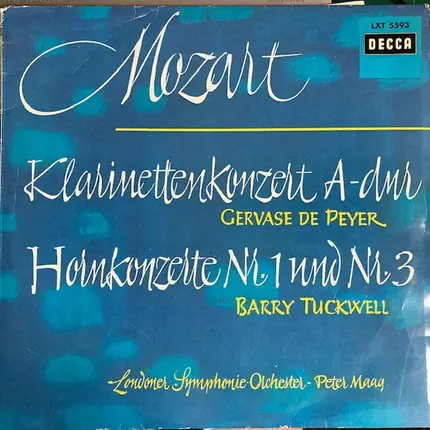 LXT 5593
DECCA
Mozart
Klarinettenkonzert A-dur
GERVASE DE PEYER
Hornkonzerte Nr. 1 und Nr. 3
BARRY TUCKWELL
Londoner Symphonie-Orchester - Peter Maag